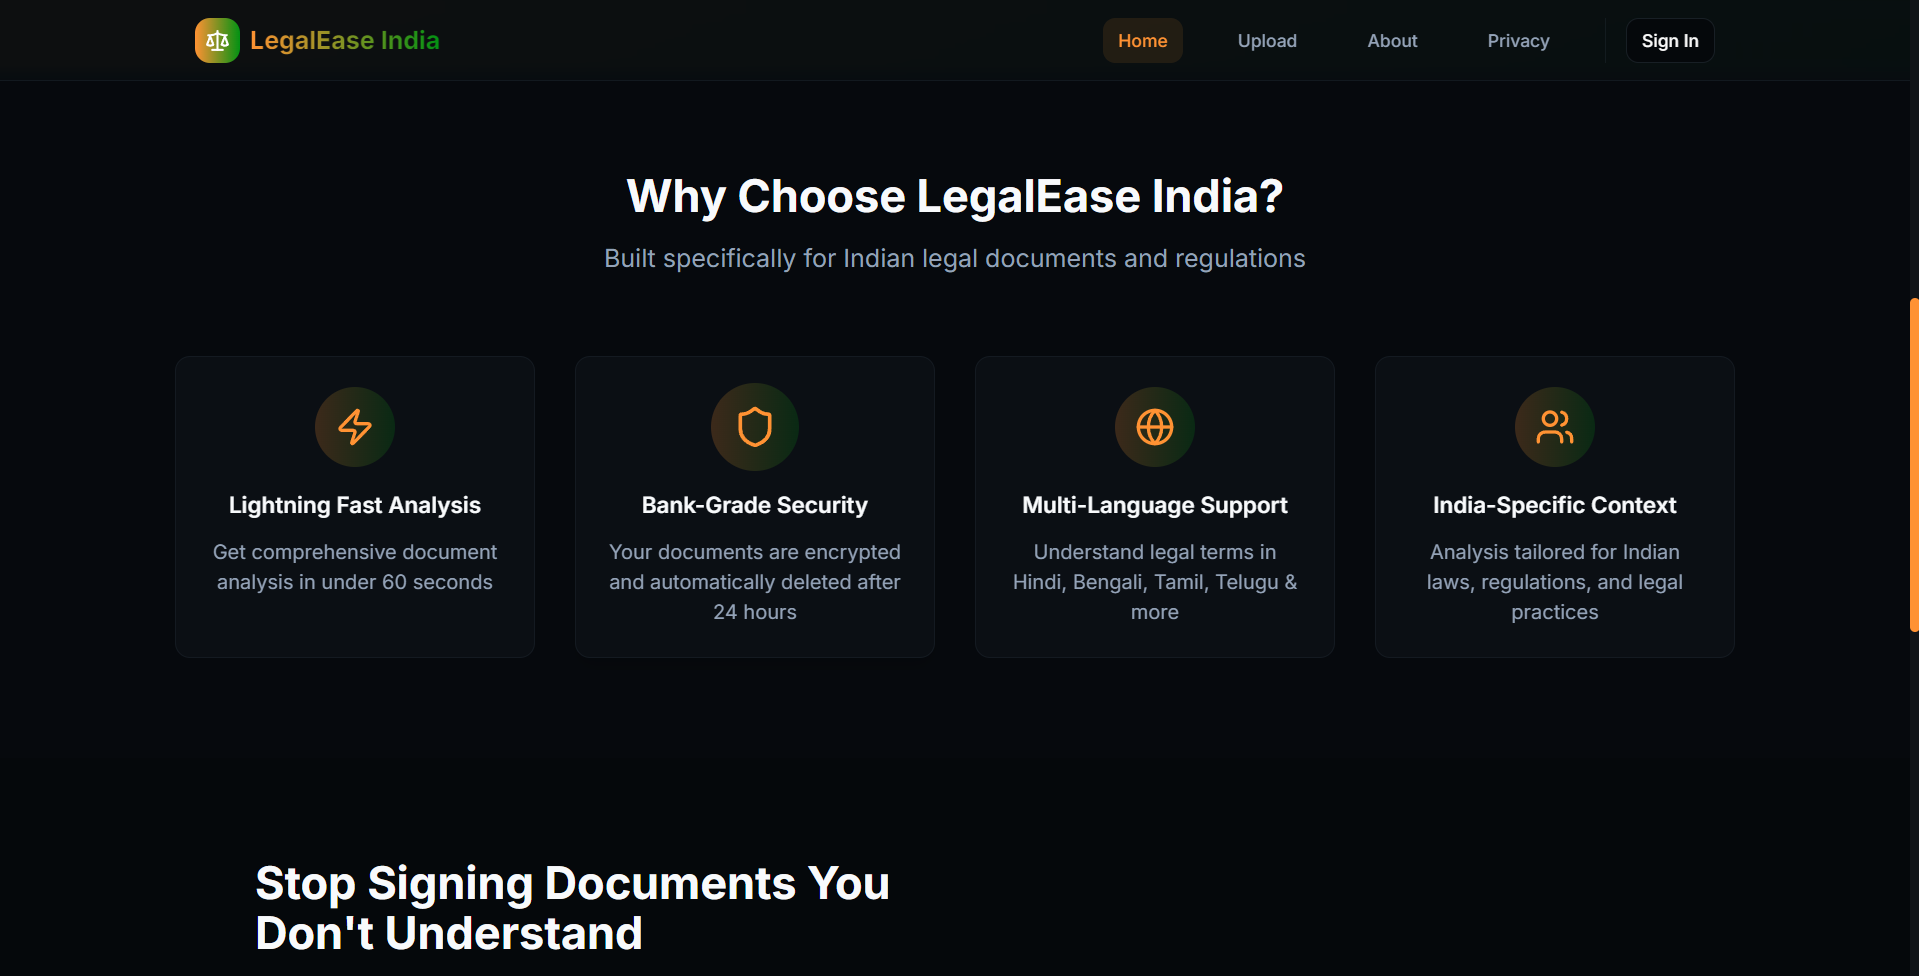 LegalEase India
Home
Upload
About
Privacy
Sign In
Why Choose LegalEase India?
Built specifically for Indian legal documents and regulations
Lightning Fast Analysis
Get comprehensive document
analysis in under 60 seconds
Bank-Grade Security
Your documents are encrypted
and automatically deleted after
24 hours
Multi-Language Support
Understand legal terms in
Hindi, Bengali, Tamil, Telugu &
more
India-Specific Context
Analysis tailored for Indian
laws, regulations, and legal
practices
Stop Signing Documents You
Don't Understand